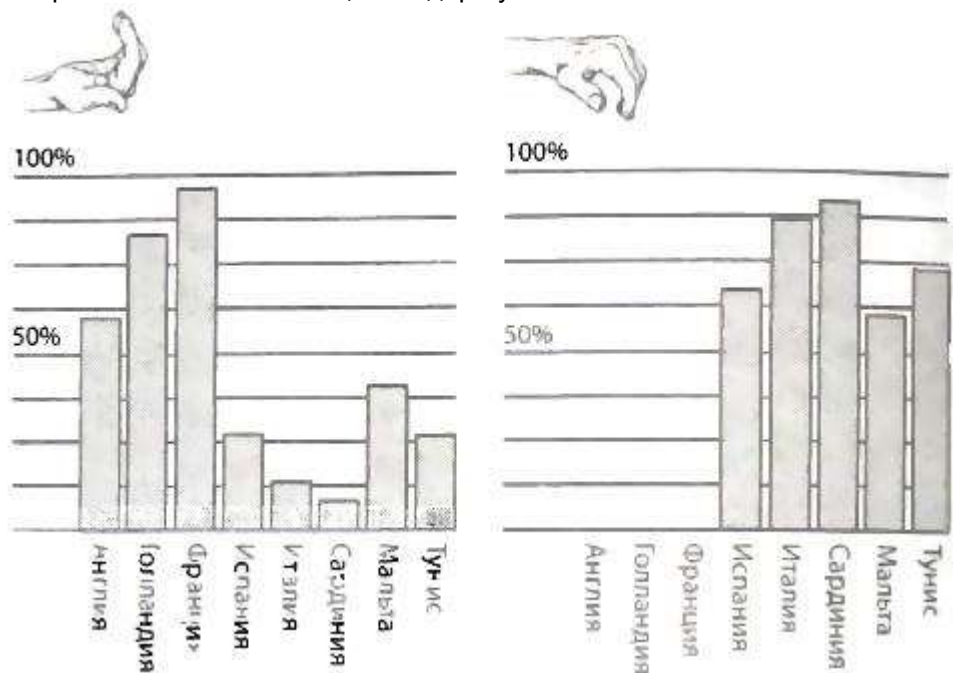 100%
50%
Англия
Голландия
Испания
Италия
Сардиния
Мальта
Тунис
100%
50%
Англия
Голландия
Франция
Испания
Италия
Сардиния
Мальта
Тунис